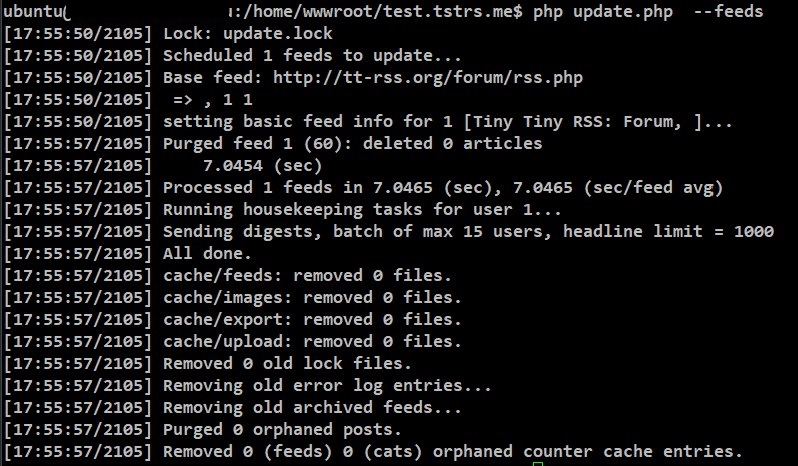 ubuntu :/home/wwwroot/test.tstrs.me$ php update.php  --feeds
[17:55:50/2105] Lock: update.lock
[17:55:50/2105] Scheduled 1 feeds to update...
[17:55:50/2105] Base feed: http://tt-rss.org/forum/rss.php
[17:55:50/2105]  => , 1 1
[17:55:50/2105] setting basic feed info for 1 [Tiny Tiny RSS: Forum, ]...
[17:55:57/2105] Purged feed 1 (60): deleted 0 articles
[17:55:57/2105]     7.0454 (sec)
[17:55:57/2105] Processed 1 feeds in 7.0465 (sec), 7.0465 (sec/feed avg)
[17:55:57/2105] Running housekeeping tasks for user 1...
[17:55:57/2105] Sending digests, batch of max 15 users, headline limit = 1000
[17:55:57/2105] All done.
[17:55:57/2105] cache/feeds: removed 0 files.
[17:55:57/2105] cache/images: removed 0 files.
[17:55:57/2105] cache/export: removed 0 files.
[17:55:57/2105] cache/upload: removed 0 files.
[17:55:57/2105] Removed 0 old lock files.
[17:55:57/2105] Removing old error log entries...
[17:55:57/2105] Removing old archived feeds...
[17:55:57/2105] Purged 0 orphaned posts.
[17:55:57/2105] Removed 0 (feeds) 0 (cats) orphaned counter cache entries.